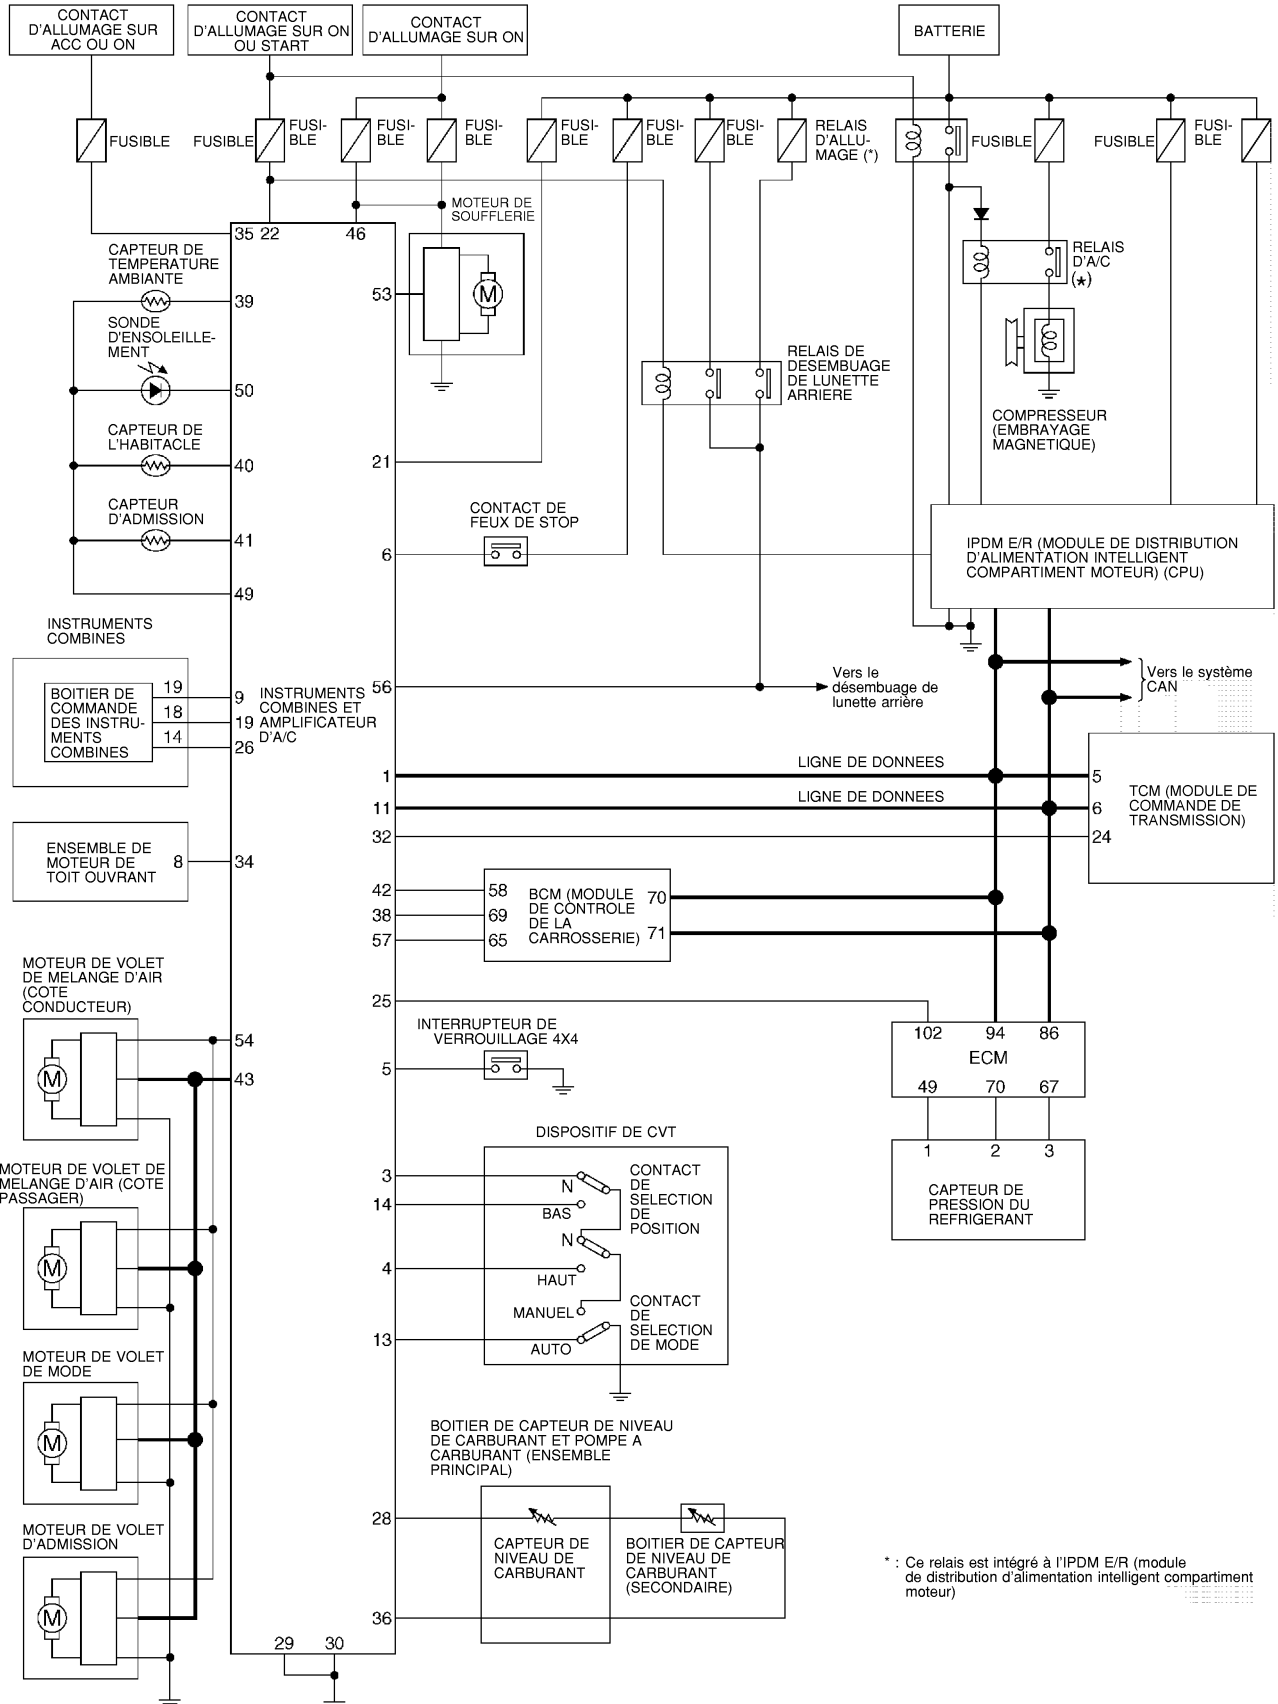 CONTACT
D'ALLUMAGE SUR
ACC OU ON
CONTACT
D'ALLUMAGE SUR ON
OU START
CONTACT
D'ALLUMAGE SUR ON
BATTERIE
FUSIBLE
FUSIBLE
FUSI-
BLE
FUSI-
BLE
FUSI-
BLE
FUSI-
BLE
FUSI-
BLE
FUSI-
BLE
RELAIS
D'ALLU-
MAGE (*)
FUSIBLE
FUSIBLE
FUSI-
BLE
MOTEUR DE
SOUFFLERIE
35 22
46
CAPTEUR DE
TEMPERATURE
AMBIANTE
39
53
M
RELAIS
D'A/C
(*)
SONDE
D'ENSOLEILLE-
MENT
50
RELAIS DE
DESEMBUAGE
DE LUNETTE
ARRIERE
COMPRESSEUR
(EMBRAYAGE
MAGNETIQUE)
CAPTEUR DE
L'HABITACLE
40
21
CAPTEUR
D'ADMISSION
41
CONTACT DE
FEUX DE STOP
6
IPDM E/R (MODULE DE DISTRIBUTION
D'ALIMENTATION INTELLIGENT
COMPARTIMENT MOTEUR) (CPU)
49
INSTRUMENTS
COMBINES
BOITIER DE
COMMANDE
DES INSTRU-
MENTS
COMBINES
19
18
14
9
19
26
INSTRUMENTS
COMBINES ET
AMPLIFICATEUR
D'A/C
56
Vers le
désembuage de
lunette arrière
Vers le système
CAN
1
LIGNE DE DONNEES
5
11
LIGNE DE DONNEES
6
32
24
TCM (MODULE DE
COMMANDE DE
TRANSMISSION)
ENSEMBLE DE
MOTEUR DE
TOIT OUVRANT
8
34
42
38
57
58
69
65
BCM (MODULE
DE CONTROLE
DE LA
CARROSSERIE)
70
71
MOTEUR DE VOLET
DE MELANGE D'AIR
(COTE
CONDUCTEUR)
M
54
43
25
INTERRUPTEUR DE
VERROUILLAGE 4X4
5
102 94 86
ECM
49 70 67
1 2 3
CAPTEUR DE
PRESSION DU
REFRIGERANT
DISPOSITIF DE CVT
3
14
4
13
N
BAS
N
HAUT
MANUEL
AUTO
CONTACT
DE
SELECTION
DE
POSITION
CONTACT
DE
SELECTION
DE MODE
MOTEUR DE VOLET DE
MELANGE D'AIR (COTE
PASSAGER)
M
MOTEUR DE VOLET
DE MODE
M
MOTEUR DE VOLET
D'ADMISSION
M
BOITIER DE CAPTEUR DE NIVEAU
DE CARBURANT ET POMPE A
CARBURANT (ENSEMBLE
PRINCIPAL)
28
36
CAPTEUR DE
NIVEAU DE
CARBURANT
BOITIER DE CAPTEUR
DE NIVEAU DE
CARBURANT
(SECONDAIRE)
29 30
* : Ce relais est intégré à l'IPDM E/R (module
de distribution d'alimentation intelligent compartiment
moteur)